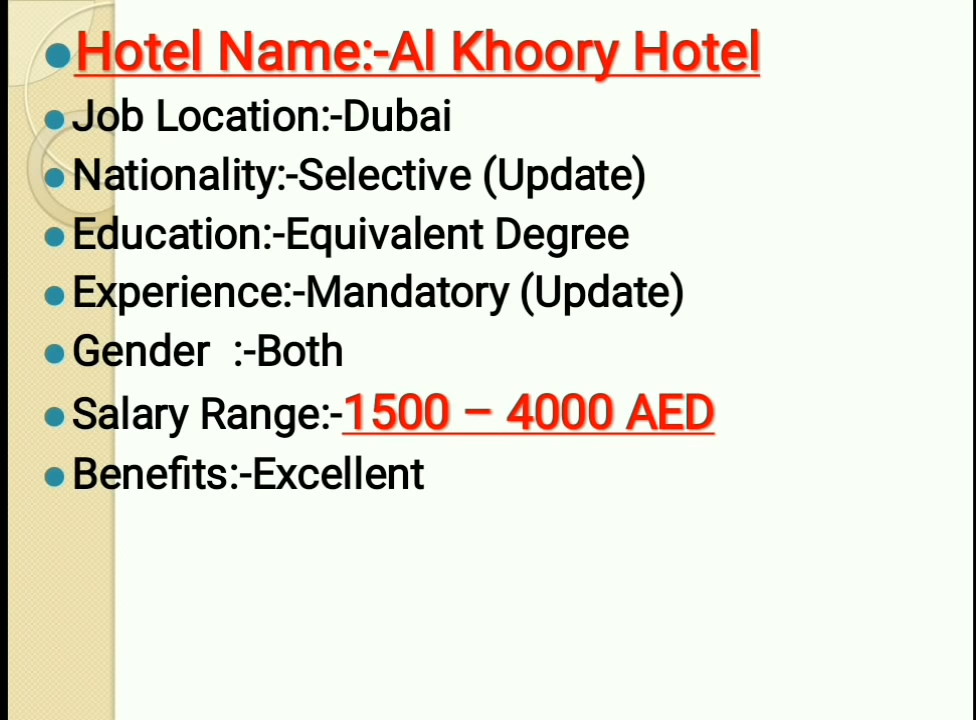 Hotel Name:-Al Khoory Hotel
Job Location:-Dubai
Nationality:-Selective (Update)
Education:-Equivalent Degree
Experience:-Mandatory (Update)
Gender  :-Both
Salary Range:-1500 – 4000 AED
Benefits:-Excellent